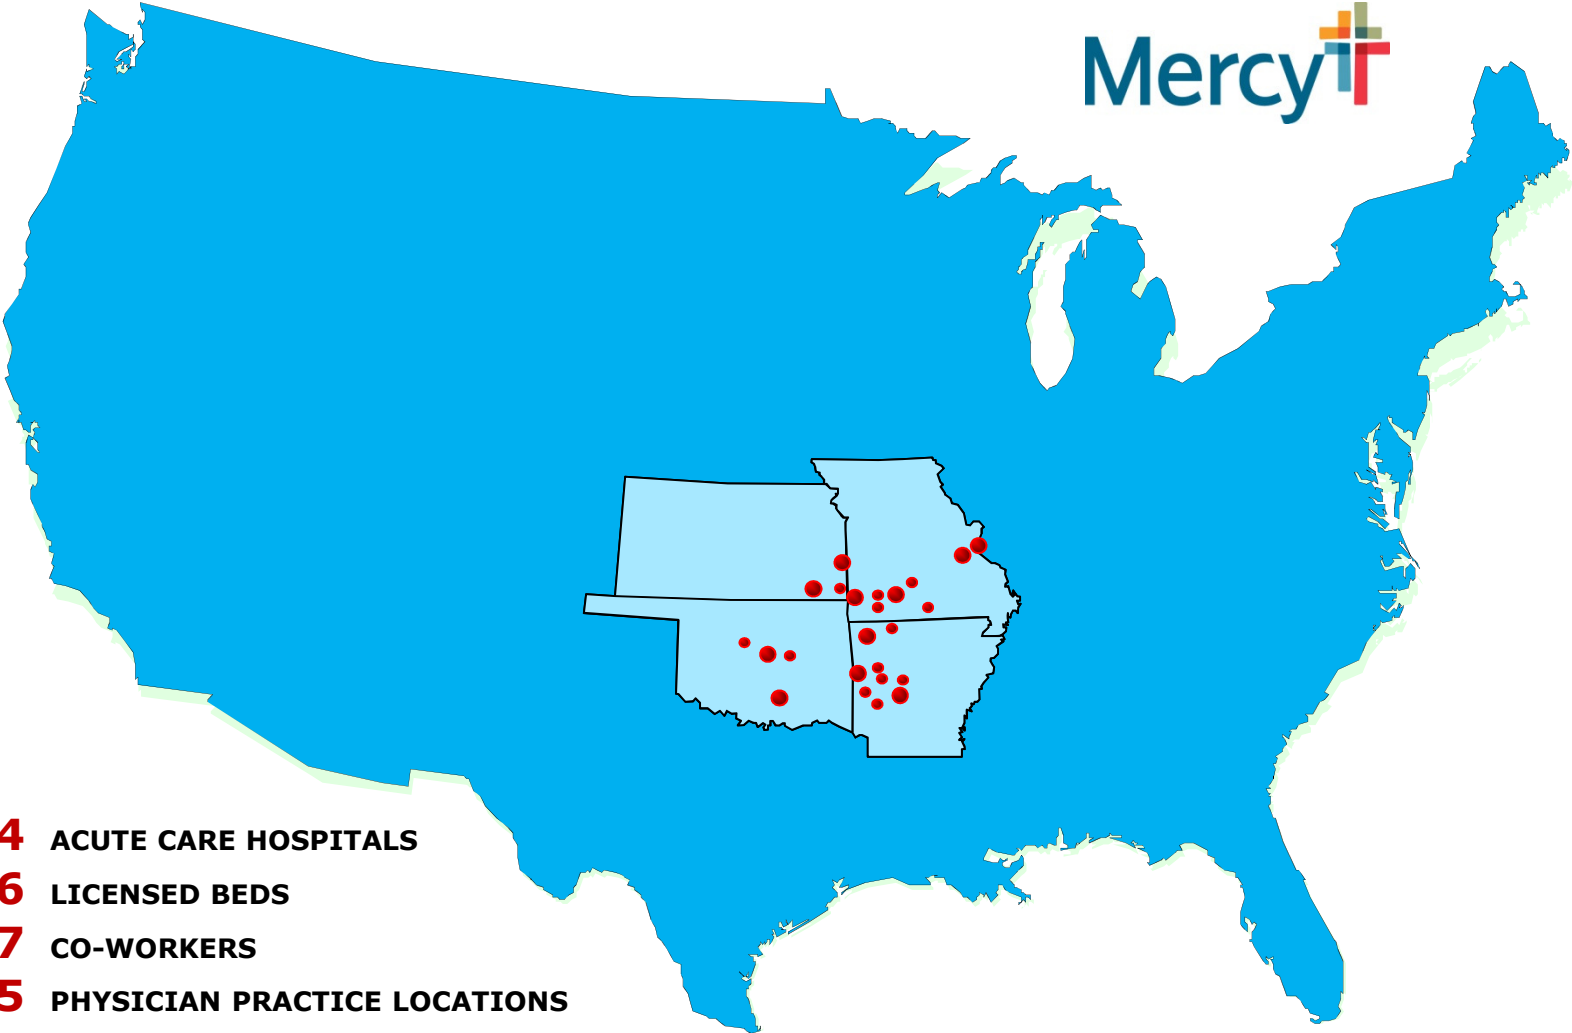 Mercy
4 ACUTE CARE HOSPITALS
6 LICENSED BEDS
7 CO-WORKERS
5 PHYSICIAN PRACTICE LOCATIONS